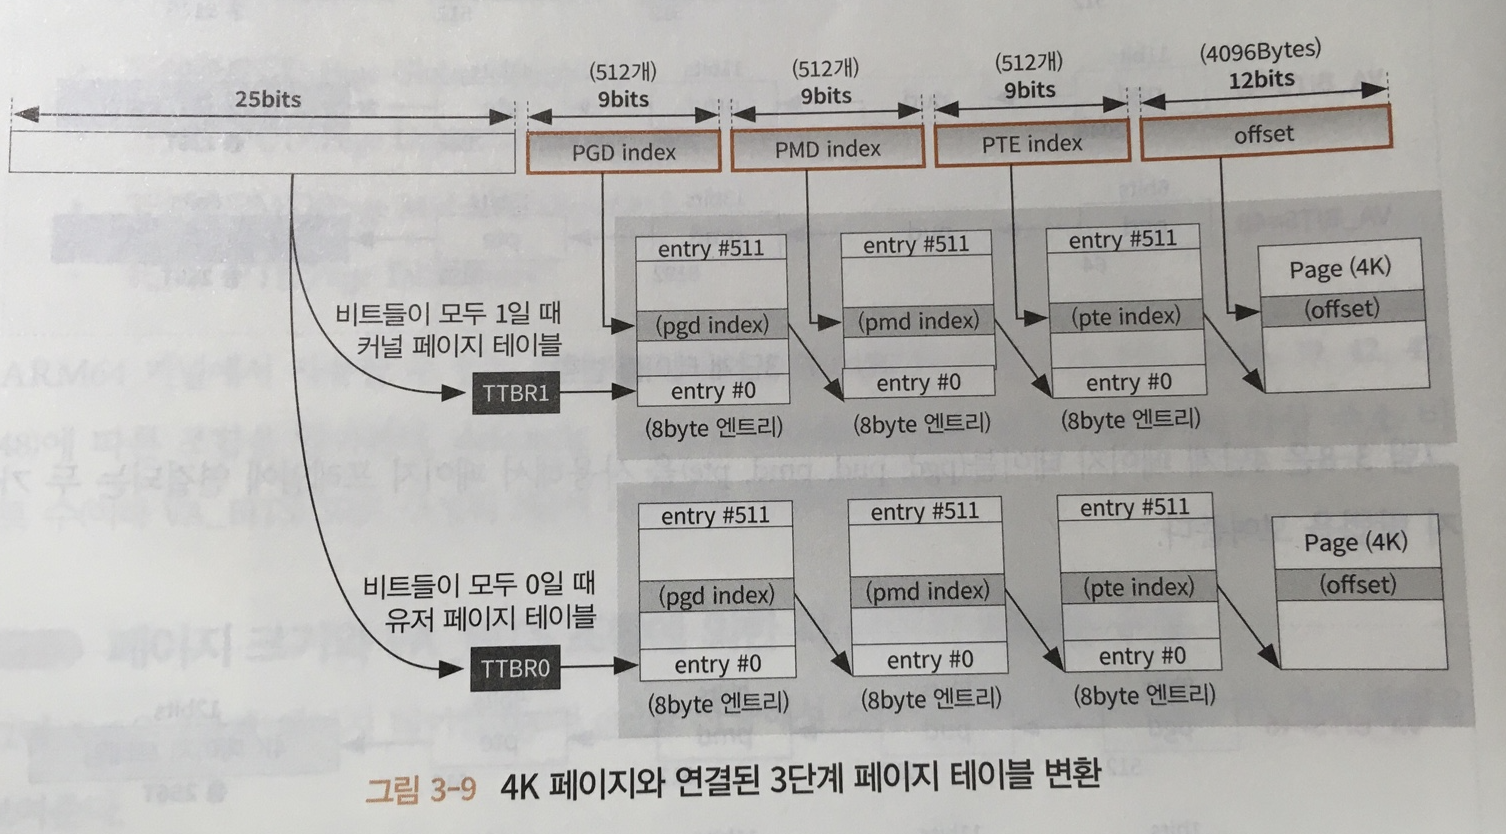 (512개)
(512개)
(512개)
(4096Bytes)
25bits
9bits
9bits
9bits
12bits
PGD index
PMD index
PTE index
offset
entry #511
entry #511
entry #511
Page (4K)
(offset)
비트들이 모두 1일 때
커널 페이지 테이블
(pgd index)
(pmd index)
(pte index)
TTBR1
entry #0
entry #0
entry #0
(8byte 엔트리)
(8byte 엔트리)
(8byte 엔트리)
entry #511
entry #511
entry #511
Page (4K)
(offset)
비트들이 모두 0일 때
유저 페이지 테이블
(pgd index)
(pmd index)
(pte index)
TTBR0
entry #0
entry #0
entry #0
(8byte 엔트리)
(8byte 엔트리)
(8byte 엔트리)
그림 3-9 4K 페이지와 연결된 3단계 페이지 테이블 변환